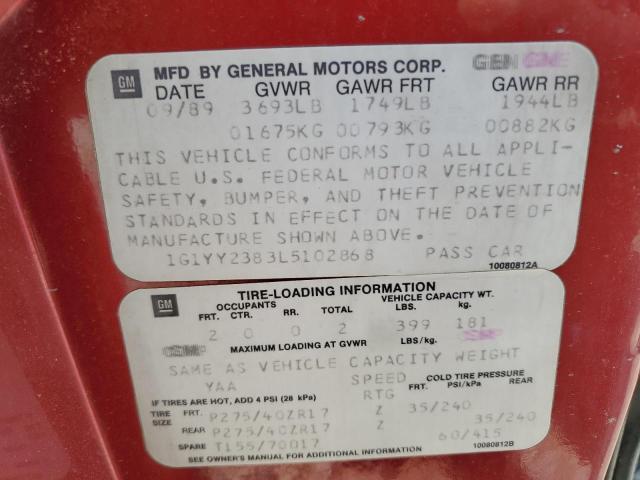 GM MFD BY GENERAL MOTORS CORP. GEN GME
DATE GVWR GAWR FRT GAWR RR
09/89 3693LB 1749LB 1944LB
01675KG 00793KG 00882KG
THIS VEHICLE CONFORMS TO ALL APPLI-
CABLE U.S. FEDERAL MOTOR VEHICLE
SAFETY, BUMPER, AND THEFT PREVENTION
STANDARDS IN EFFECT ON THE DATE OF
MANUFACTURE SHOWN ABOVE.
1G1YY2383L5102868 PASS CAR
10080812A
GM TIRE-LOADING INFORMATION
OCCUPANTS VEHICLE CAPACITY WT.
FRT. CTR. RR. TOTAL LBS. kg.
2 0 0 2 399 181
MAXIMUM LOADING AT GVWR LBS/kg.
SAME AS VEHICLE CAPACITY WEIGHT
YAA SPEED COLD TIRE PRESSURE
IF TIRES ARE HOT, ADD 4 PSI (28 kPa) RTG FRT. PSI/kPa REAR
TIRE SIZE FRT. P275/40ZR17 Z 35/240
REAR P275/40ZR17 Z 35/240
SPARE T155/70D17 60/415
SEE OWNER'S MANUAL FOR ADDITIONAL INFORMATION 10080812B